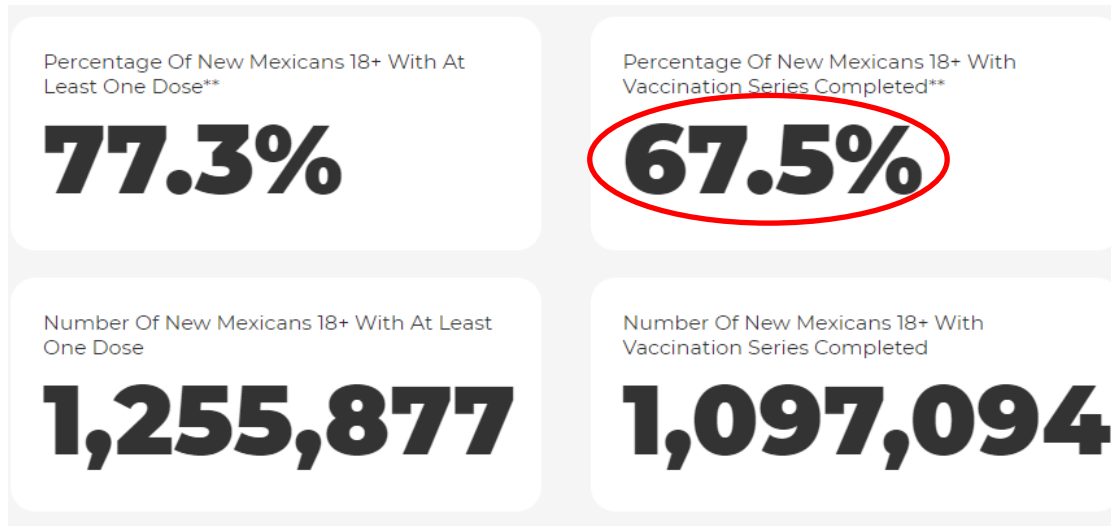 Percentage Of New Mexicans 18+ With At
Least One Dose**
77.3%
Percentage Of New Mexicans 18+ With
Vaccination Series Completed**
67.5%
Number Of New Mexicans 18+ With At Least
One Dose
1,255,877
Number Of New Mexicans 18+ With
Vaccination Series Completed
1,097,094